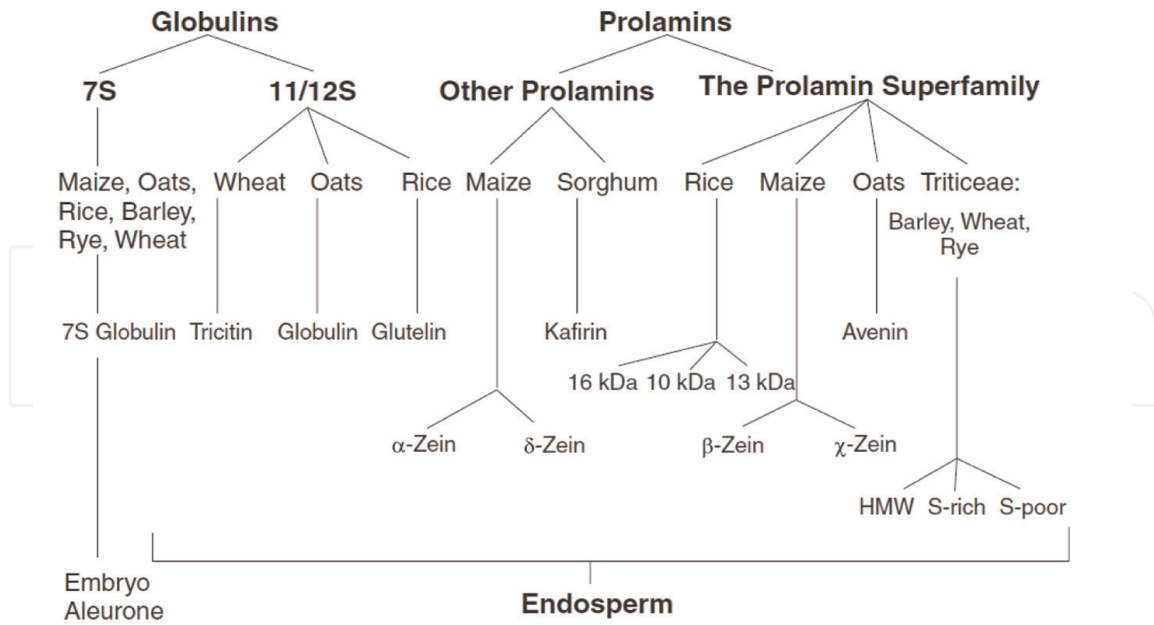 Globulins
Prolamins
7S
11/12S
Other Prolamins
The Prolamin Superfamily
Maize, Oats,
Rice, Barley,
Rye, Wheat
Wheat
Oats
Rice
Maize
Sorghum
Rice
Maize
Oats
Triticeae:
Barley, Wheat,
Rye
7S Globulin
Tricitin
Globulin
Glutelin
Kafirin
Avenin
16 kDa
10 kDa
13 kDa
α-Zein
δ-Zein
β-Zein
χ-Zein
HMW
S-rich
S-poor
Embryo
Aleurone
Endosperm